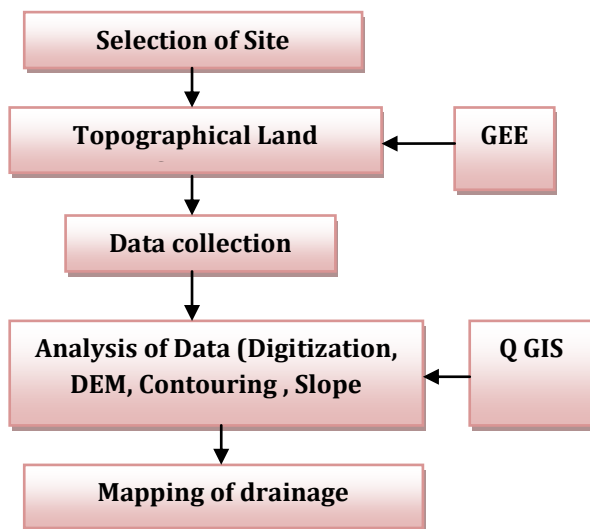 Selection of Site
Topographical Land
GEE
Data collection
Analysis of Data (Digitization,
DEM, Contouring , Slope
Q GIS
Mapping of drainage